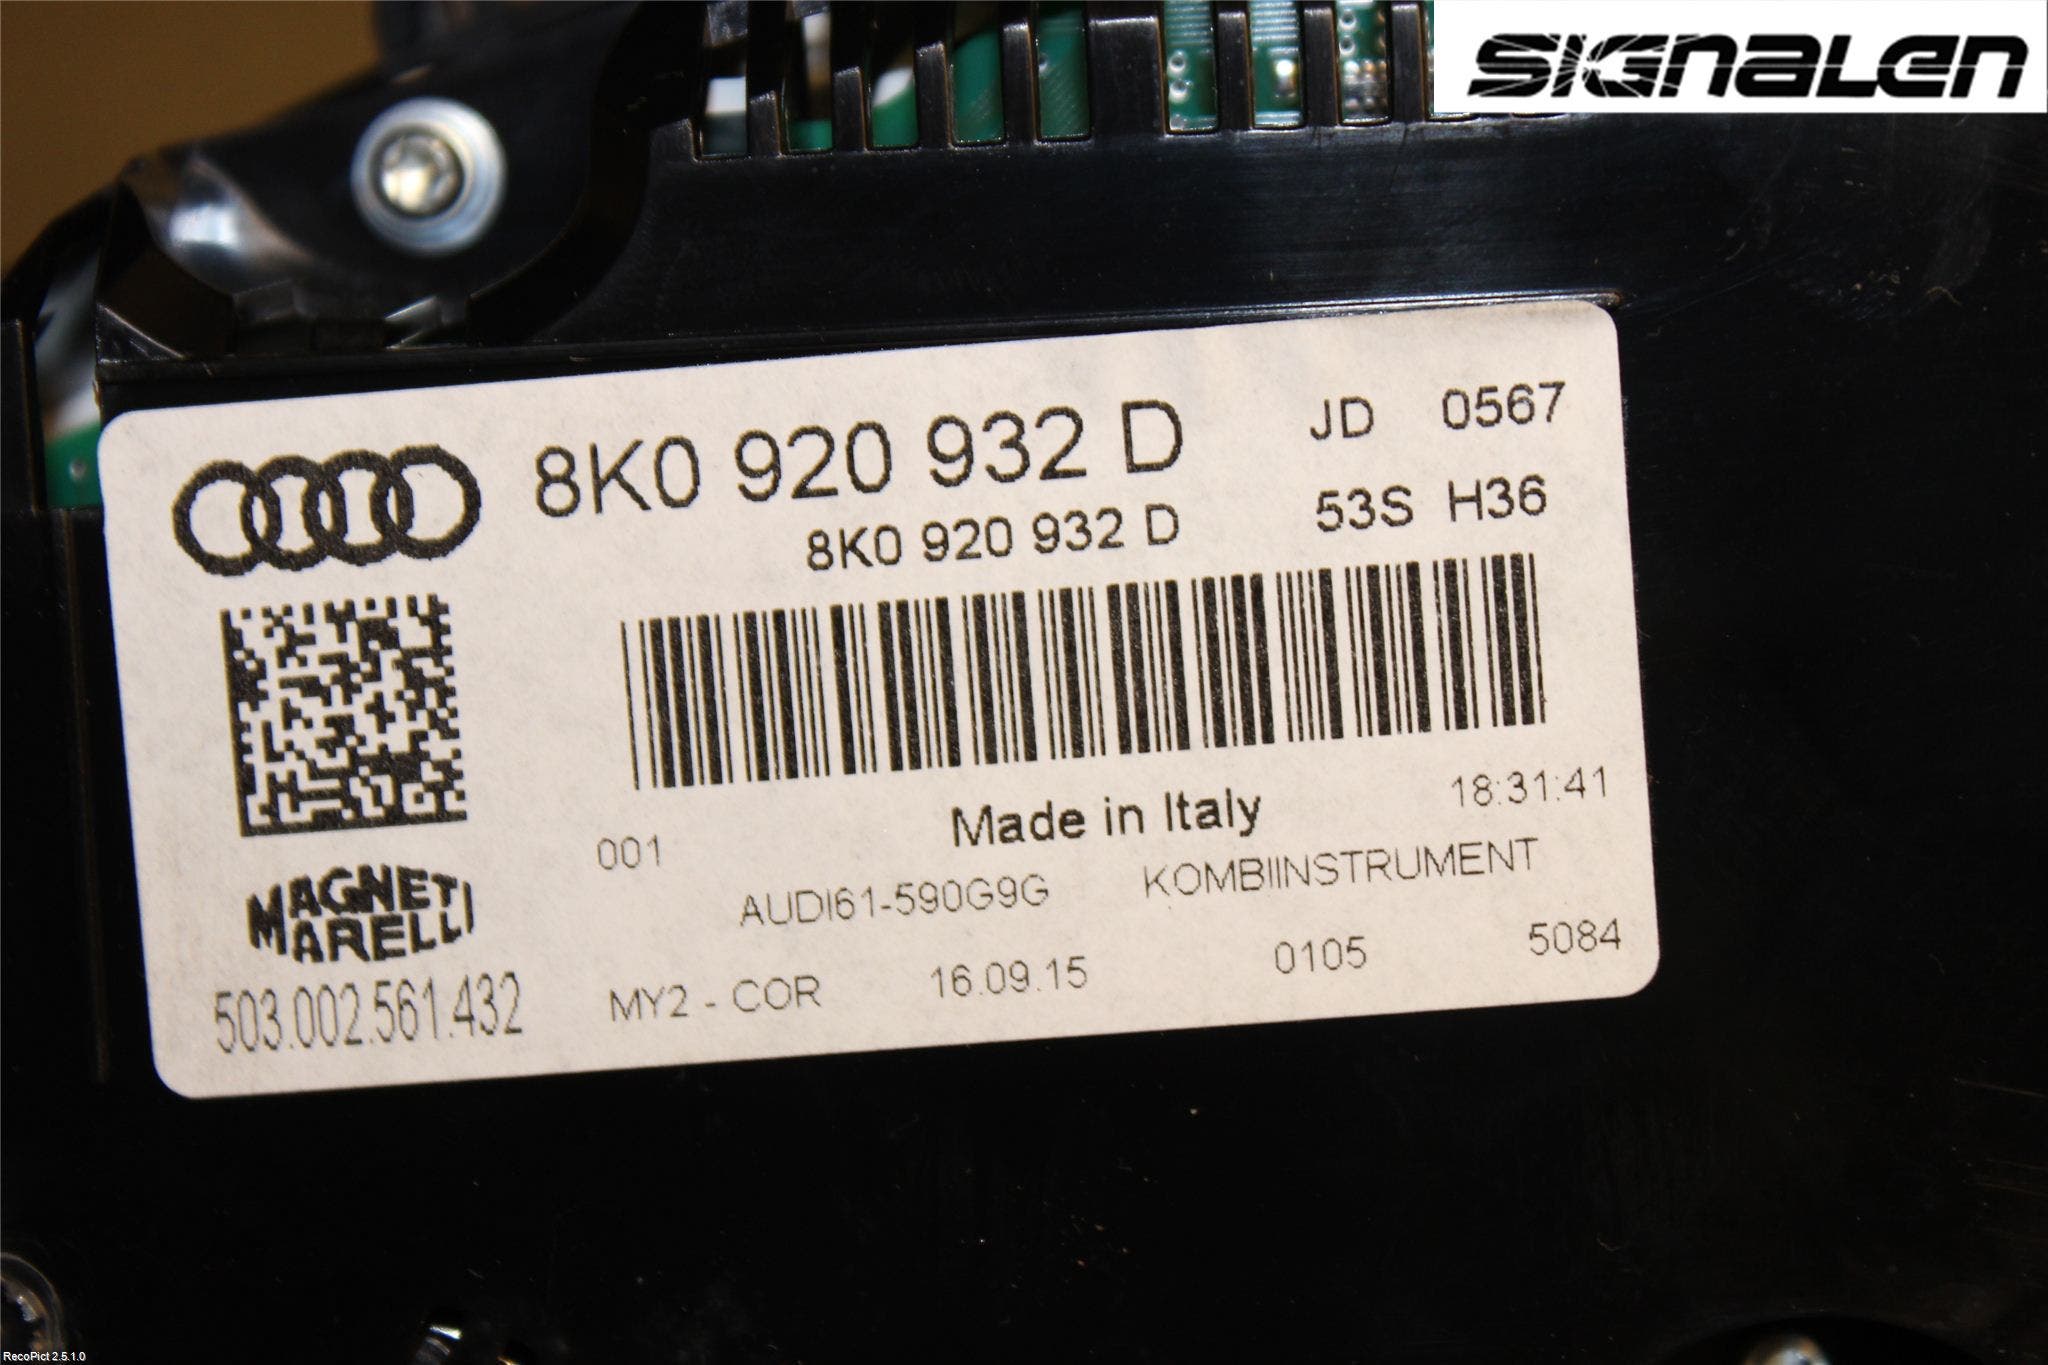 SIGNALEN
8K0 920 932 D
JD 0567
8K0 920 932 D
53S H36
Made in Italy
18:31:41
001
AUDI61-590G9G
KOMBIINSTRUMENT
MAGNETI
MARELLI
503.002.561.432
MY2 - COR
16.09.15
0105
5084
RecoPict 2.5.1.0